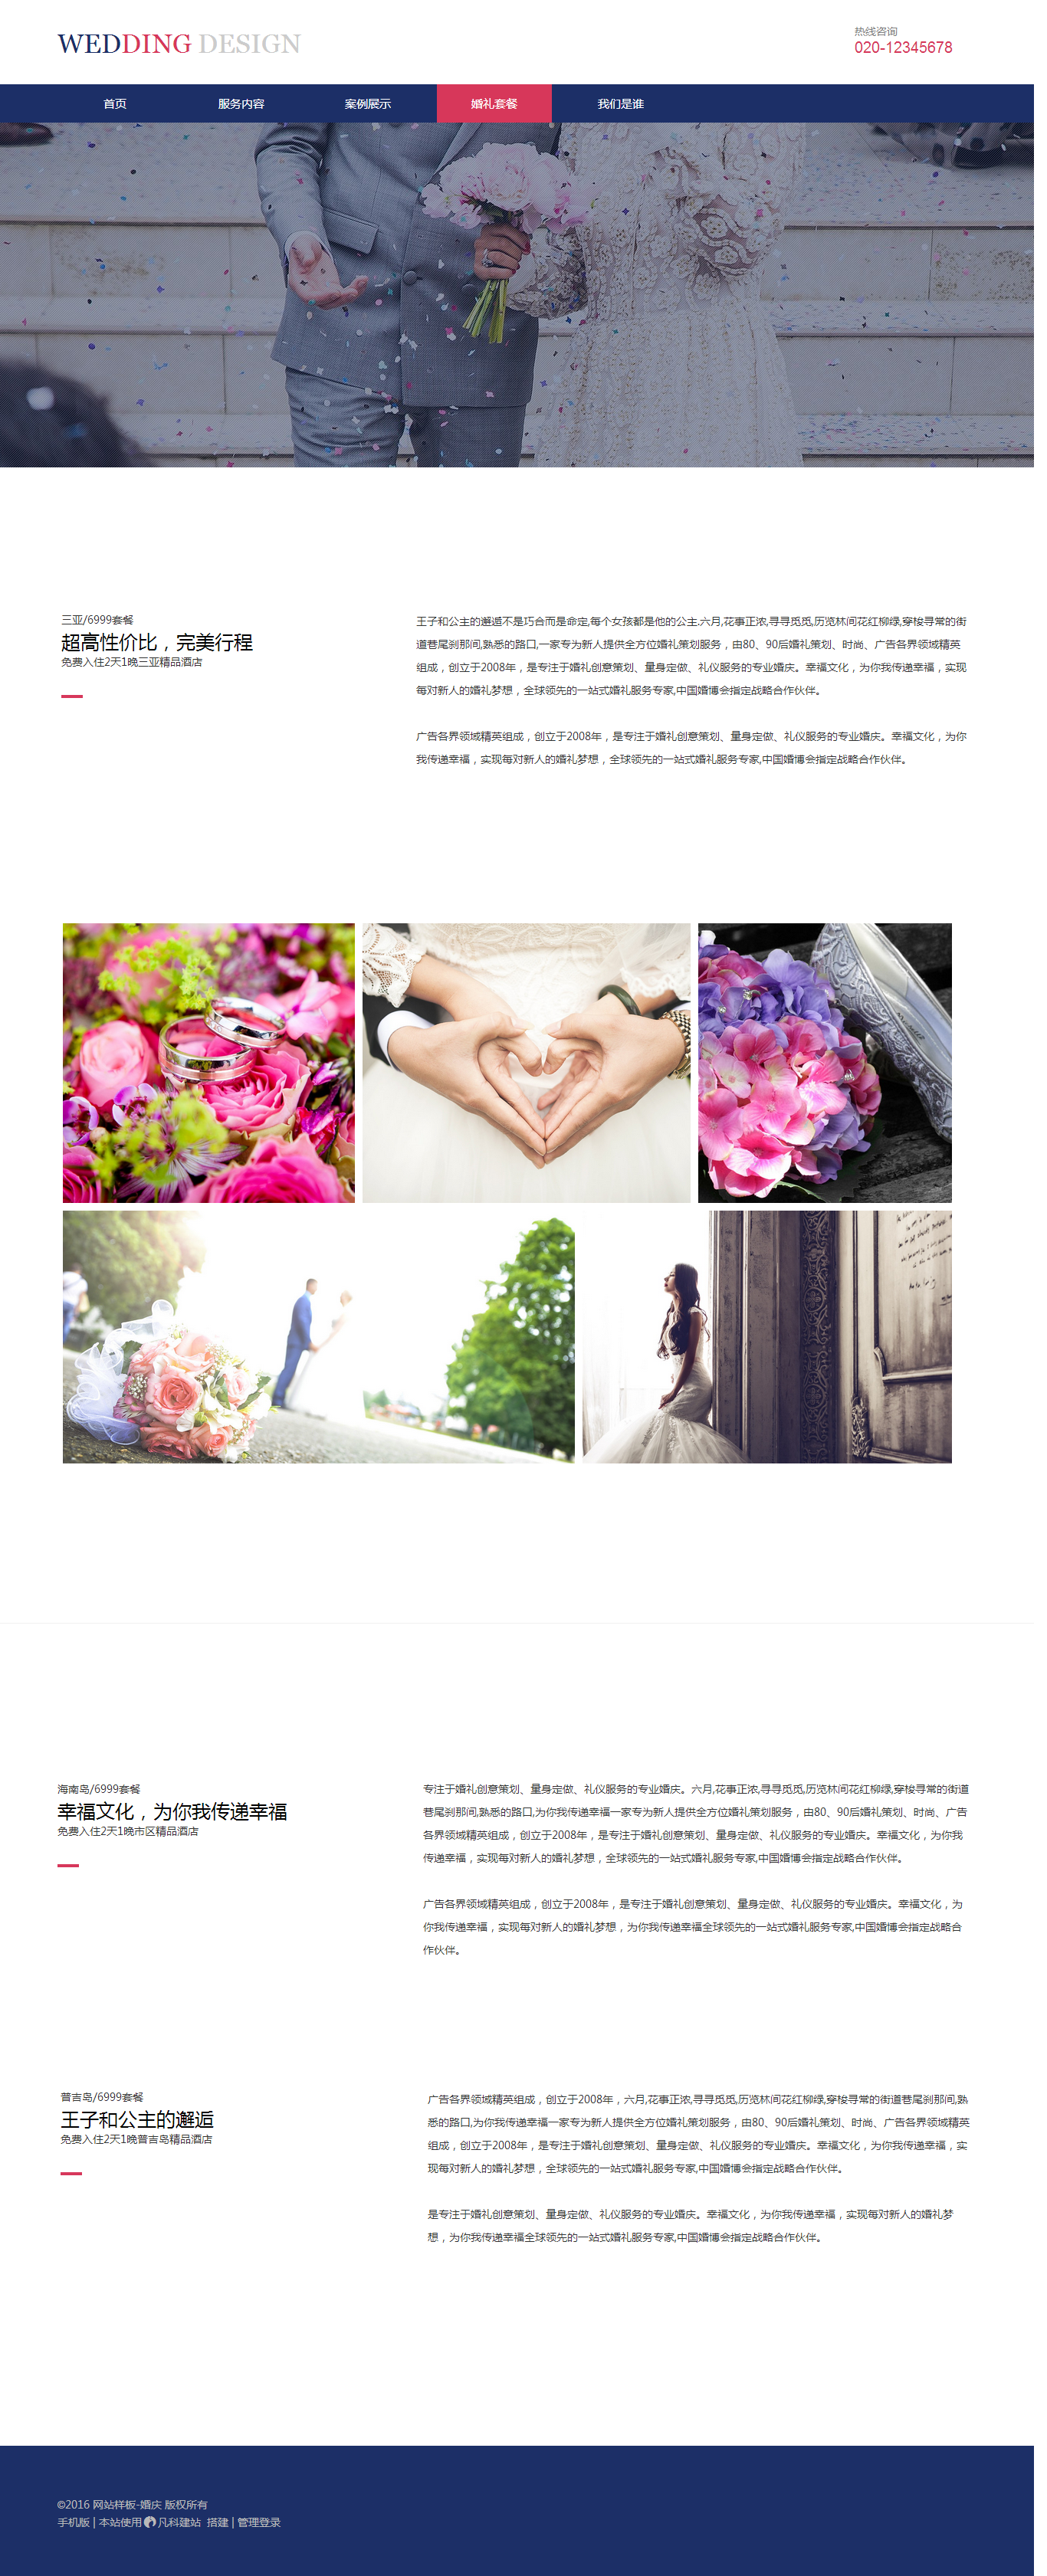 WEDDING DESIGN
热线咨询
020-12345678
首页
服务内容
案例展示
婚礼套餐
我们是谁
三亚/6999套餐
超高性价比，完美行程
免费入住2天1晚三亚精品酒店
王子和公主的邂逅不是巧合而是命定,每个女孩都是他的公主.六月,花事正浓,寻寻觅觅,历览林间花红柳绿,穿梭寻常的街
道巷尾刹那间,熟悉的路口,一家专为新人提供全方位婚礼策划服务，由80、90后婚礼策划、时尚、广告各界领域精英
组成，创立于2008年，是专注于婚礼创意策划、量身定做、礼仪服务的专业婚庆。幸福文化，为你我传递幸福，实现
每对新人的婚礼梦想，全球领先的一站式婚礼服务专家,中国婚博会指定战略合作伙伴。
广告各界领域精英组成，创立于2008年，是专注于婚礼创意策划、量身定做、礼仪服务的专业婚庆。幸福文化，为你
我传递幸福，实现每对新人的婚礼梦想，全球领先的一站式婚礼服务专家,中国婚博会指定战略合作伙伴。
海南岛/6999套餐
幸福文化，为你我传递幸福
免费入住2天1晚市区精品酒店
专注于婚礼创意策划、量身定做、礼仪服务的专业婚庆。六月,花事正浓,寻寻觅觅,历览林间花红柳绿,穿梭寻常的街道
巷尾刹那间,熟悉的路口,为你我传递幸福一家专为新人提供全方位婚礼策划服务，由80、90后婚礼策划、时尚、广告
各界领域精英组成，创立于2008年，是专注于婚礼创意策划、量身定做、礼仪服务的专业婚庆。幸福文化，为你我
传递幸福，实现每对新人的婚礼梦想，全球领先的一站式婚礼服务专家,中国婚博会指定战略合作伙伴。
广告各界领域精英组成，创立于2008年，是专注于婚礼创意策划、量身定做、礼仪服务的专业婚庆。幸福文化，为
你我传递幸福，实现每对新人的婚礼梦想，为你我传递幸福全球领先的一站式婚礼服务专家,中国婚博会指定战略合
作伙伴。
普吉岛/6999套餐
王子和公主的邂逅
免费入住2天1晚普吉岛精品酒店
广告各界领域精英组成，创立于2008年，六月,花事正浓,寻寻觅觅,历览林间花红柳绿,穿梭寻常的街道巷尾刹那间,熟
悉的路口,为你我传递幸福一家专为新人提供全方位婚礼策划服务，由80、90后婚礼策划、时尚、广告各界领域精英
组成，创立于2008年，是专注于婚礼创意策划、量身定做、礼仪服务的专业婚庆。幸福文化，为你我传递幸福，实
现每对新人的婚礼梦想，全球领先的一站式婚礼服务专家,中国婚博会指定战略合作伙伴。
是专注于婚礼创意策划、量身定做、礼仪服务的专业婚庆。幸福文化，为你我传递幸福，实现每对新人的婚礼梦
想，为你我传递幸福全球领先的一站式婚礼服务专家,中国婚博会指定战略合作伙伴。
©2016 网站样板-婚庆 版权所有
手机版 | 本站使用 凡科建站 搭建 | 管理登录